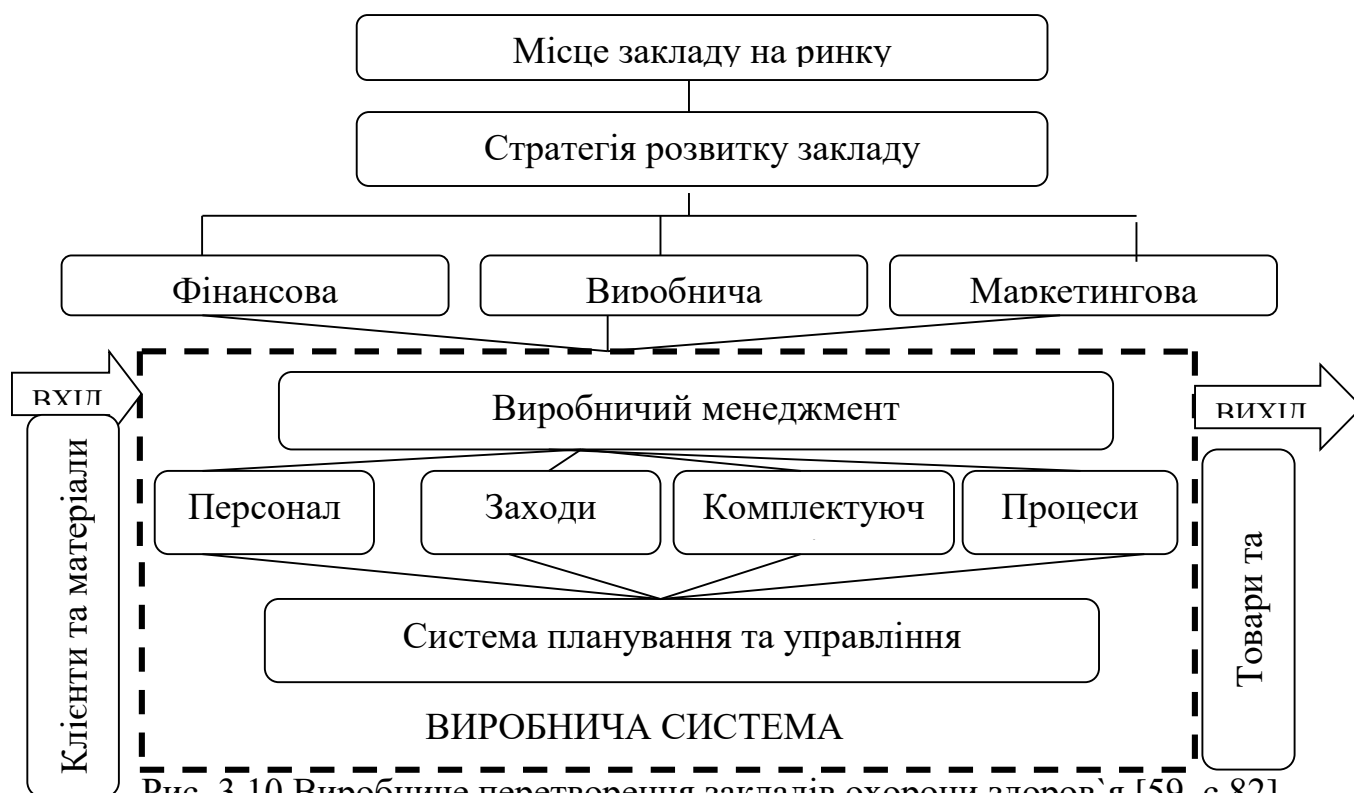 Місце закладу на ринку
Стратегія розвитку закладу
Фінансова
Виробнича
Маркетингова
ВХІД
Виробничий менеджмент
ВИХІД
Клієнти та матеріали
Персонал
Заходи
Комплектуюч
Процеси
Товари та
Система планування та управління
ВИРОБНИЧА СИСТЕМА
Рис. 3.10 Виробниче перетворення закладів охорони здоров`я [59, с.82]